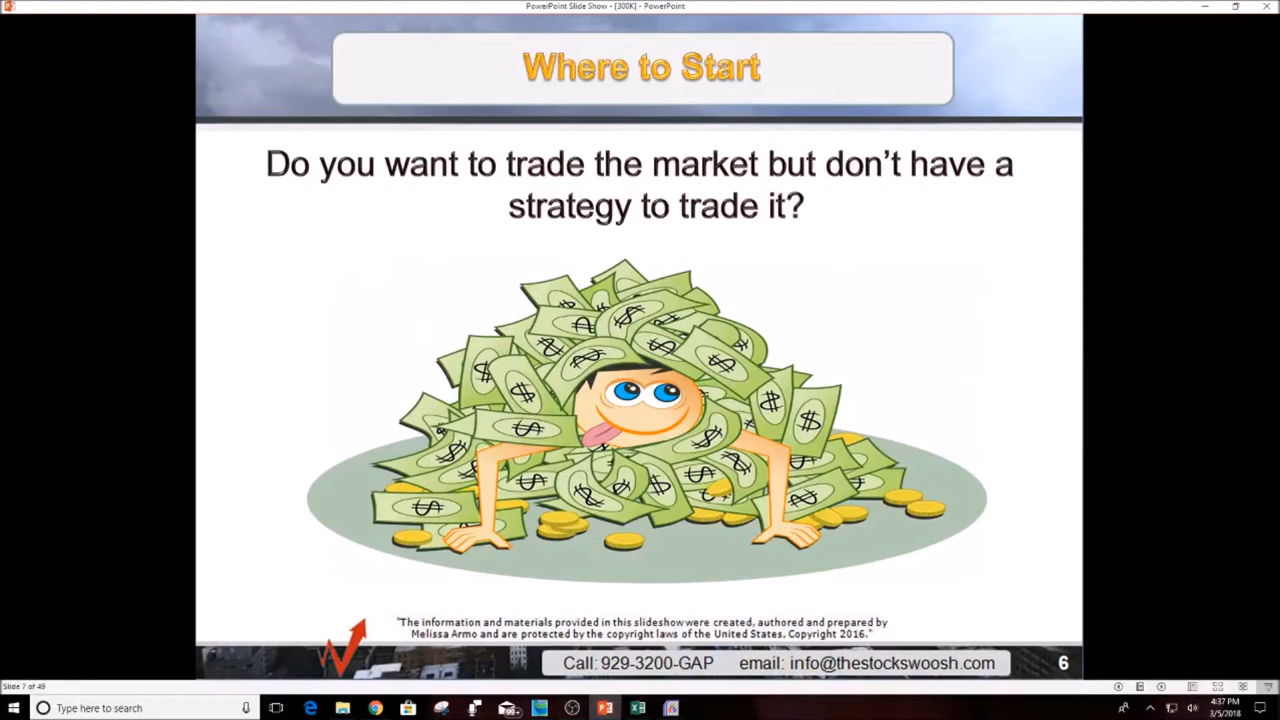 PowerPoint Slide Show - [300K] - PowerPoint
Where to Start
Do you want to trade the market but don’t have a
strategy to trade it?
"The information and materials provided in this slideshow were created, authored and prepared by
Melissa Armo and are protected by the copyright laws of the United States, Copyright 2016."
Call: 929-3200-GAP email: info@thestockswoosh.com 6
Slide 7 of 49
Type here to search
99+
4:37 PM
3/5/2018